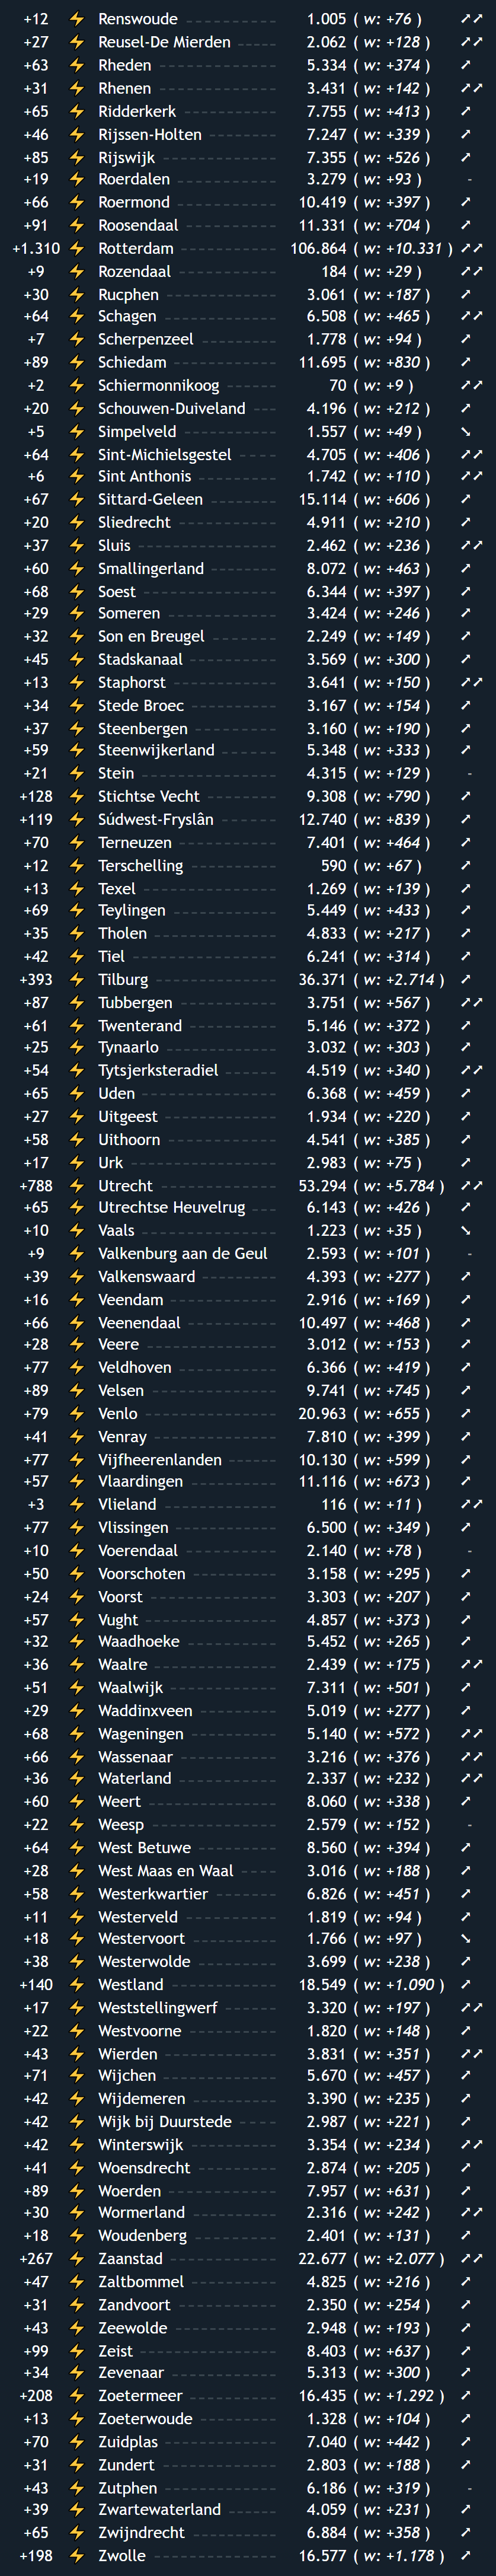 +12 ⚡ Renswoude 1.005 ( w: +76 ) ➚➚
+27 ⚡ Reusel-De Mierden 2.062 ( w: +128 ) ➚➚
+63 ⚡ Rheden 5.334 ( w: +374 ) ➚
+31 ⚡ Rhenen 3.431 ( w: +142 ) ➚➚
+65 ⚡ Ridderkerk 7.755 ( w: +413 ) ➚
+46 ⚡ Rijssen-Holten 7.247 ( w: +339 ) ➚
+85 ⚡ Rijswijk 7.355 ( w: +526 ) ➚
+19 ⚡ Roerdalen 3.279 ( w: +93 ) -
+66 ⚡ Roermond 10.419 ( w: +397 ) ➚
+91 ⚡ Roosendaal 11.331 ( w: +704 ) ➚
+1.310 ⚡ Rotterdam 106.864 ( w: +10.331 ) ➚➚
+9 ⚡ Rozendaal 184 ( w: +29 ) ➚➚
+30 ⚡ Rucphen 3.061 ( w: +187 ) ➚
+64 ⚡ Schagen 6.508 ( w: +465 ) ➚➚
+7 ⚡ Scherpenzeel 1.778 ( w: +94 ) ➚
+89 ⚡ Schiedam 11.695 ( w: +830 ) ➚
+2 ⚡ Schiermonnikoog 70 ( w: +9 ) ➚➚
+20 ⚡ Schouwen-Duiveland 4.196 ( w: +212 ) ➚
+5 ⚡ Simpelveld 1.557 ( w: +49 ) ➘
+64 ⚡ Sint-Michielsgestel 4.705 ( w: +406 ) ➚➚
+6 ⚡ Sint Anthonis 1.742 ( w: +110 ) ➚➚
+67 ⚡ Sittard-Geleen 15.114 ( w: +606 ) ➚
+20 ⚡ Sliedrecht 4.911 ( w: +210 ) ➚
+37 ⚡ Sluis 2.462 ( w: +236 ) ➚➚
+60 ⚡ Smallingerland 8.072 ( w: +463 ) ➚
+68 ⚡ Soest 6.344 ( w: +397 ) ➚
+29 ⚡ Someren 3.424 ( w: +246 ) ➚
+32 ⚡ Son en Breugel 2.249 ( w: +149 ) ➚
+45 ⚡ Stadskanaal 3.569 ( w: +300 ) ➚
+13 ⚡ Staphorst 3.641 ( w: +150 ) ➚➚
+34 ⚡ Stede Broec 3.167 ( w: +154 ) ➚
+37 ⚡ Steenbergen 3.160 ( w: +190 ) ➚
+59 ⚡ Steenwijkerland 5.348 ( w: +333 ) ➚
+21 ⚡ Stein 4.315 ( w: +129 ) -
+128 ⚡ Stichtse Vecht 9.308 ( w: +790 ) ➚
+119 ⚡ Súdwest-Fryslân 12.740 ( w: +839 ) ➚
+70 ⚡ Terneuzen 7.401 ( w: +464 ) ➚
+12 ⚡ Terschelling 590 ( w: +67 ) ➚
+13 ⚡ Texel 1.269 ( w: +139 ) ➚
+69 ⚡ Teylingen 5.449 ( w: +433 ) ➚
+35 ⚡ Tholen 4.833 ( w: +217 ) ➚
+42 ⚡ Tiel 6.241 ( w: +314 ) ➚
+393 ⚡ Tilburg 36.371 ( w: +2.714 ) ➚
+87 ⚡ Tubbergen 3.751 ( w: +567 ) ➚➚
+61 ⚡ Twenterand 5.146 ( w: +372 ) ➚
+25 ⚡ Tynaarlo 3.032 ( w: +303 ) ➚
+54 ⚡ Tytsjerksteradiel 4.519 ( w: +340 ) ➚➚
+65 ⚡ Uden 6.368 ( w: +459 ) ➚
+27 ⚡ Uitgeest 1.934 ( w: +220 ) ➚
+58 ⚡ Uithoorn 4.541 ( w: +385 ) ➚
+17 ⚡ Urk 2.983 ( w: +75 ) ➚
+788 ⚡ Utrecht 53.294 ( w: +5.784 ) ➚➚
+65 ⚡ Utrechtse Heuvelrug 6.143 ( w: +426 ) ➚
+10 ⚡ Vaals 1.223 ( w: +35 ) ➘
+9 ⚡ Valkenburg aan de Geul 2.593 ( w: +101 ) -
+39 ⚡ Valkenswaard 4.393 ( w: +277 ) ➚
+16 ⚡ Veendam 2.916 ( w: +169 ) ➚
+66 ⚡ Veenendaal 10.497 ( w: +468 ) ➚
+28 ⚡ Veere 3.012 ( w: +153 ) ➚
+77 ⚡ Veldhoven 6.366 ( w: +419 ) ➚
+89 ⚡ Velsen 9.741 ( w: +745 ) ➚
+79 ⚡ Venlo 20.963 ( w: +655 ) ➚
+41 ⚡ Venray 7.810 ( w: +399 ) ➚
+77 ⚡ Vijfheerenlanden 10.130 ( w: +599 ) ➚
+57 ⚡ Vlaardingen 11.116 ( w: +673 ) ➚
+3 ⚡ Vlieland 116 ( w: +11 ) ➚➚
+77 ⚡ Vlissingen 6.500 ( w: +349 ) ➚
+10 ⚡ Voerendaal 2.140 ( w: +78 ) -
+50 ⚡ Voorschoten 3.158 ( w: +295 ) ➚
+24 ⚡ Voorst 3.303 ( w: +207 ) ➚
+57 ⚡ Vught 4.857 ( w: +373 ) ➚
+32 ⚡ Waadhoeke 5.452 ( w: +265 ) ➚
+36 ⚡ Waalre 2.439 ( w: +175 ) ➚➚
+51 ⚡ Waalwijk 7.311 ( w: +501 ) ➚
+29 ⚡ Waddinxveen 5.019 ( w: +277 ) ➚
+68 ⚡ Wageningen 5.140 ( w: +572 ) ➚➚
+66 ⚡ Wassenaar 3.216 ( w: +376 ) ➚➚
+36 ⚡ Waterland 2.337 ( w: +232 ) ➚➚
+60 ⚡ Weert 8.060 ( w: +338 ) ➚
+22 ⚡ Weesp 2.579 ( w: +152 ) -
+64 ⚡ West Betuwe 8.560 ( w: +394 ) ➚
+28 ⚡ West Maas en Waal 3.016 ( w: +188 ) ➚
+58 ⚡ Westerkwartier 6.826 ( w: +451 ) ➚
+11 ⚡ Westerveld 1.819 ( w: +94 ) ➚
+18 ⚡ Westervoort 1.766 ( w: +97 ) ➘
+38 ⚡ Westerwolde 3.699 ( w: +238 ) ➚
+140 ⚡ Westland 18.549 ( w: +1.090 ) ➚
+17 ⚡ Weststellingwerf 3.320 ( w: +197 ) ➚➚
+22 ⚡ Westvoorne 1.820 ( w: +148 ) ➚
+43 ⚡ Wierden 3.831 ( w: +351 ) ➚➚
+71 ⚡ Wijchen 5.670 ( w: +457 ) ➚
+42 ⚡ Wijdemeren 3.390 ( w: +235 ) ➚
+42 ⚡ Wijk bij Duurstede 2.987 ( w: +221 ) ➚
+42 ⚡ Winterswijk 3.354 ( w: +234 ) ➚➚
+41 ⚡ Woensdrecht 2.874 ( w: +205 ) ➚
+89 ⚡ Woerden 7.957 ( w: +631 ) ➚
+30 ⚡ Wormerland 2.316 ( w: +242 ) ➚➚
+18 ⚡ Woudenberg 2.401 ( w: +131 ) ➚
+267 ⚡ Zaanstad 22.677 ( w: +2.077 ) ➚➚
+47 ⚡ Zaltbommel 4.825 ( w: +216 ) ➚
+31 ⚡ Zandvoort 2.350 ( w: +254 ) ➚
+43 ⚡ Zeewolde 2.948 ( w: +193 ) ➚
+99 ⚡ Zeist 8.403 ( w: +637 ) ➚
+34 ⚡ Zevenaar 5.313 ( w: +300 ) ➚
+208 ⚡ Zoetermeer 16.435 ( w: +1.292 ) ➚
+13 ⚡ Zoeterwoude 1.328 ( w: +104 ) ➚
+70 ⚡ Zuidplas 7.040 ( w: +442 ) ➚
+31 ⚡ Zundert 2.803 ( w: +188 ) ➚
+43 ⚡ Zutphen 6.186 ( w: +319 ) -
+39 ⚡ Zwartewaterland 4.059 ( w: +231 ) ➚
+65 ⚡ Zwijndrecht 6.884 ( w: +358 ) ➚
+198 ⚡ Zwolle 16.577 ( w: +1.178 ) ➚